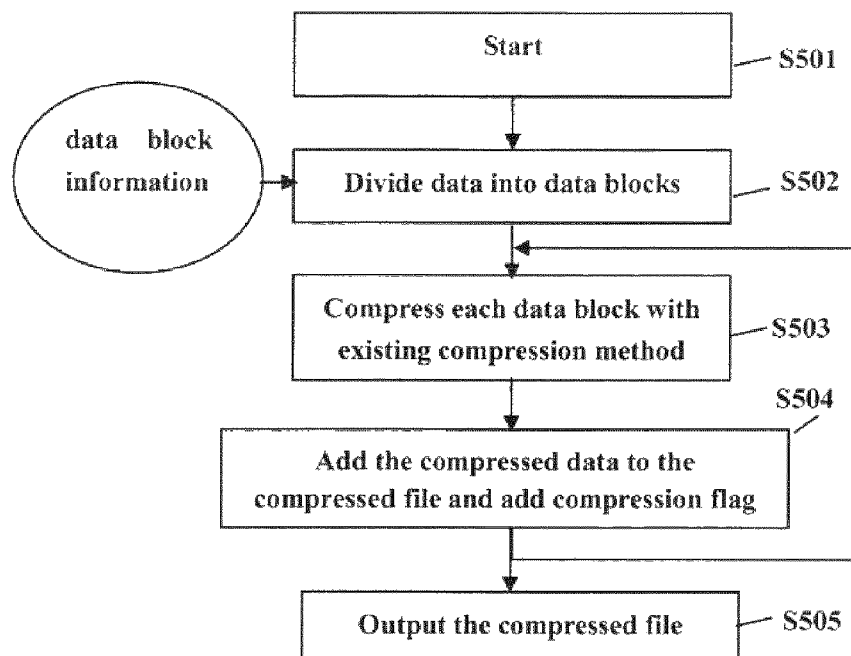 Start
S501
data block
information
Divide data into data blocks
S502
Compress each data block with
existing compression method
S503
S504
Add the compressed data to the
compressed file and add compression flag
Output the compressed file
S505